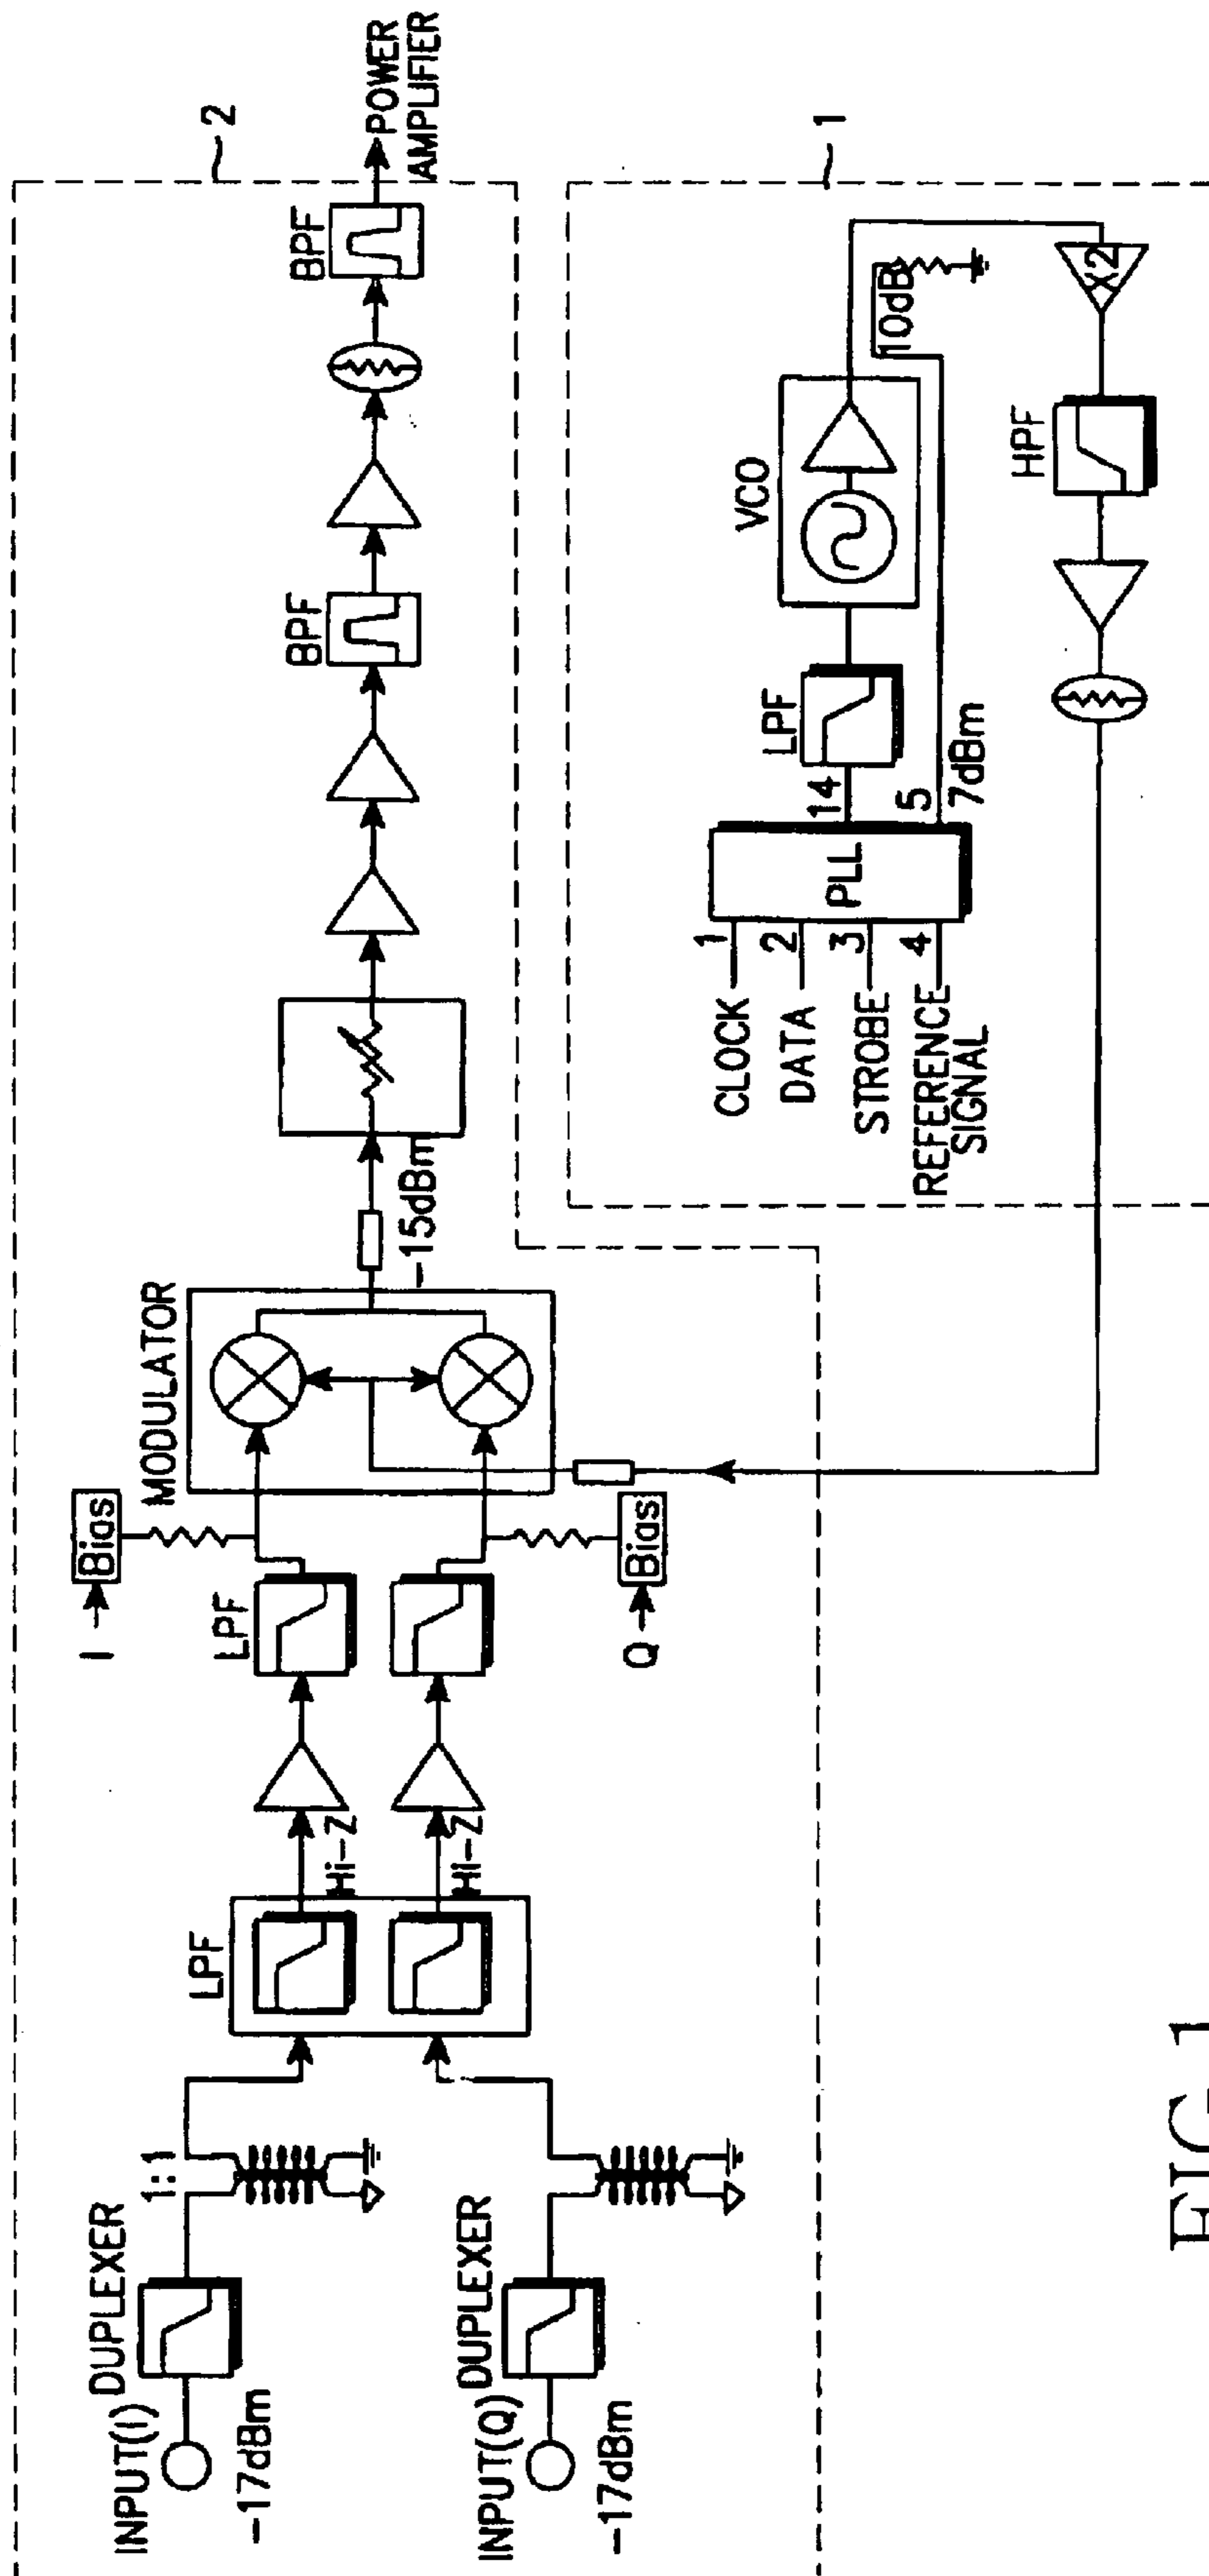 INPUT(I)
-17dBm
DUPLEXER
1:1
LPF
Hi-Z
Hi-Z
LPF
I
Bias
MODULATOR
-15dBm
BPF
BPF
POWER
AMPLIFIER
2
INPUT(Q)
-17dBm
DUPLEXER
Q
Bias
CLOCK
1
DATA
2
STROBE
3
REFERENCE
SIGNAL
4
PLL
14
5
7dBm
LPF
VCO
10dB
1
X2
HPF
FIG.1